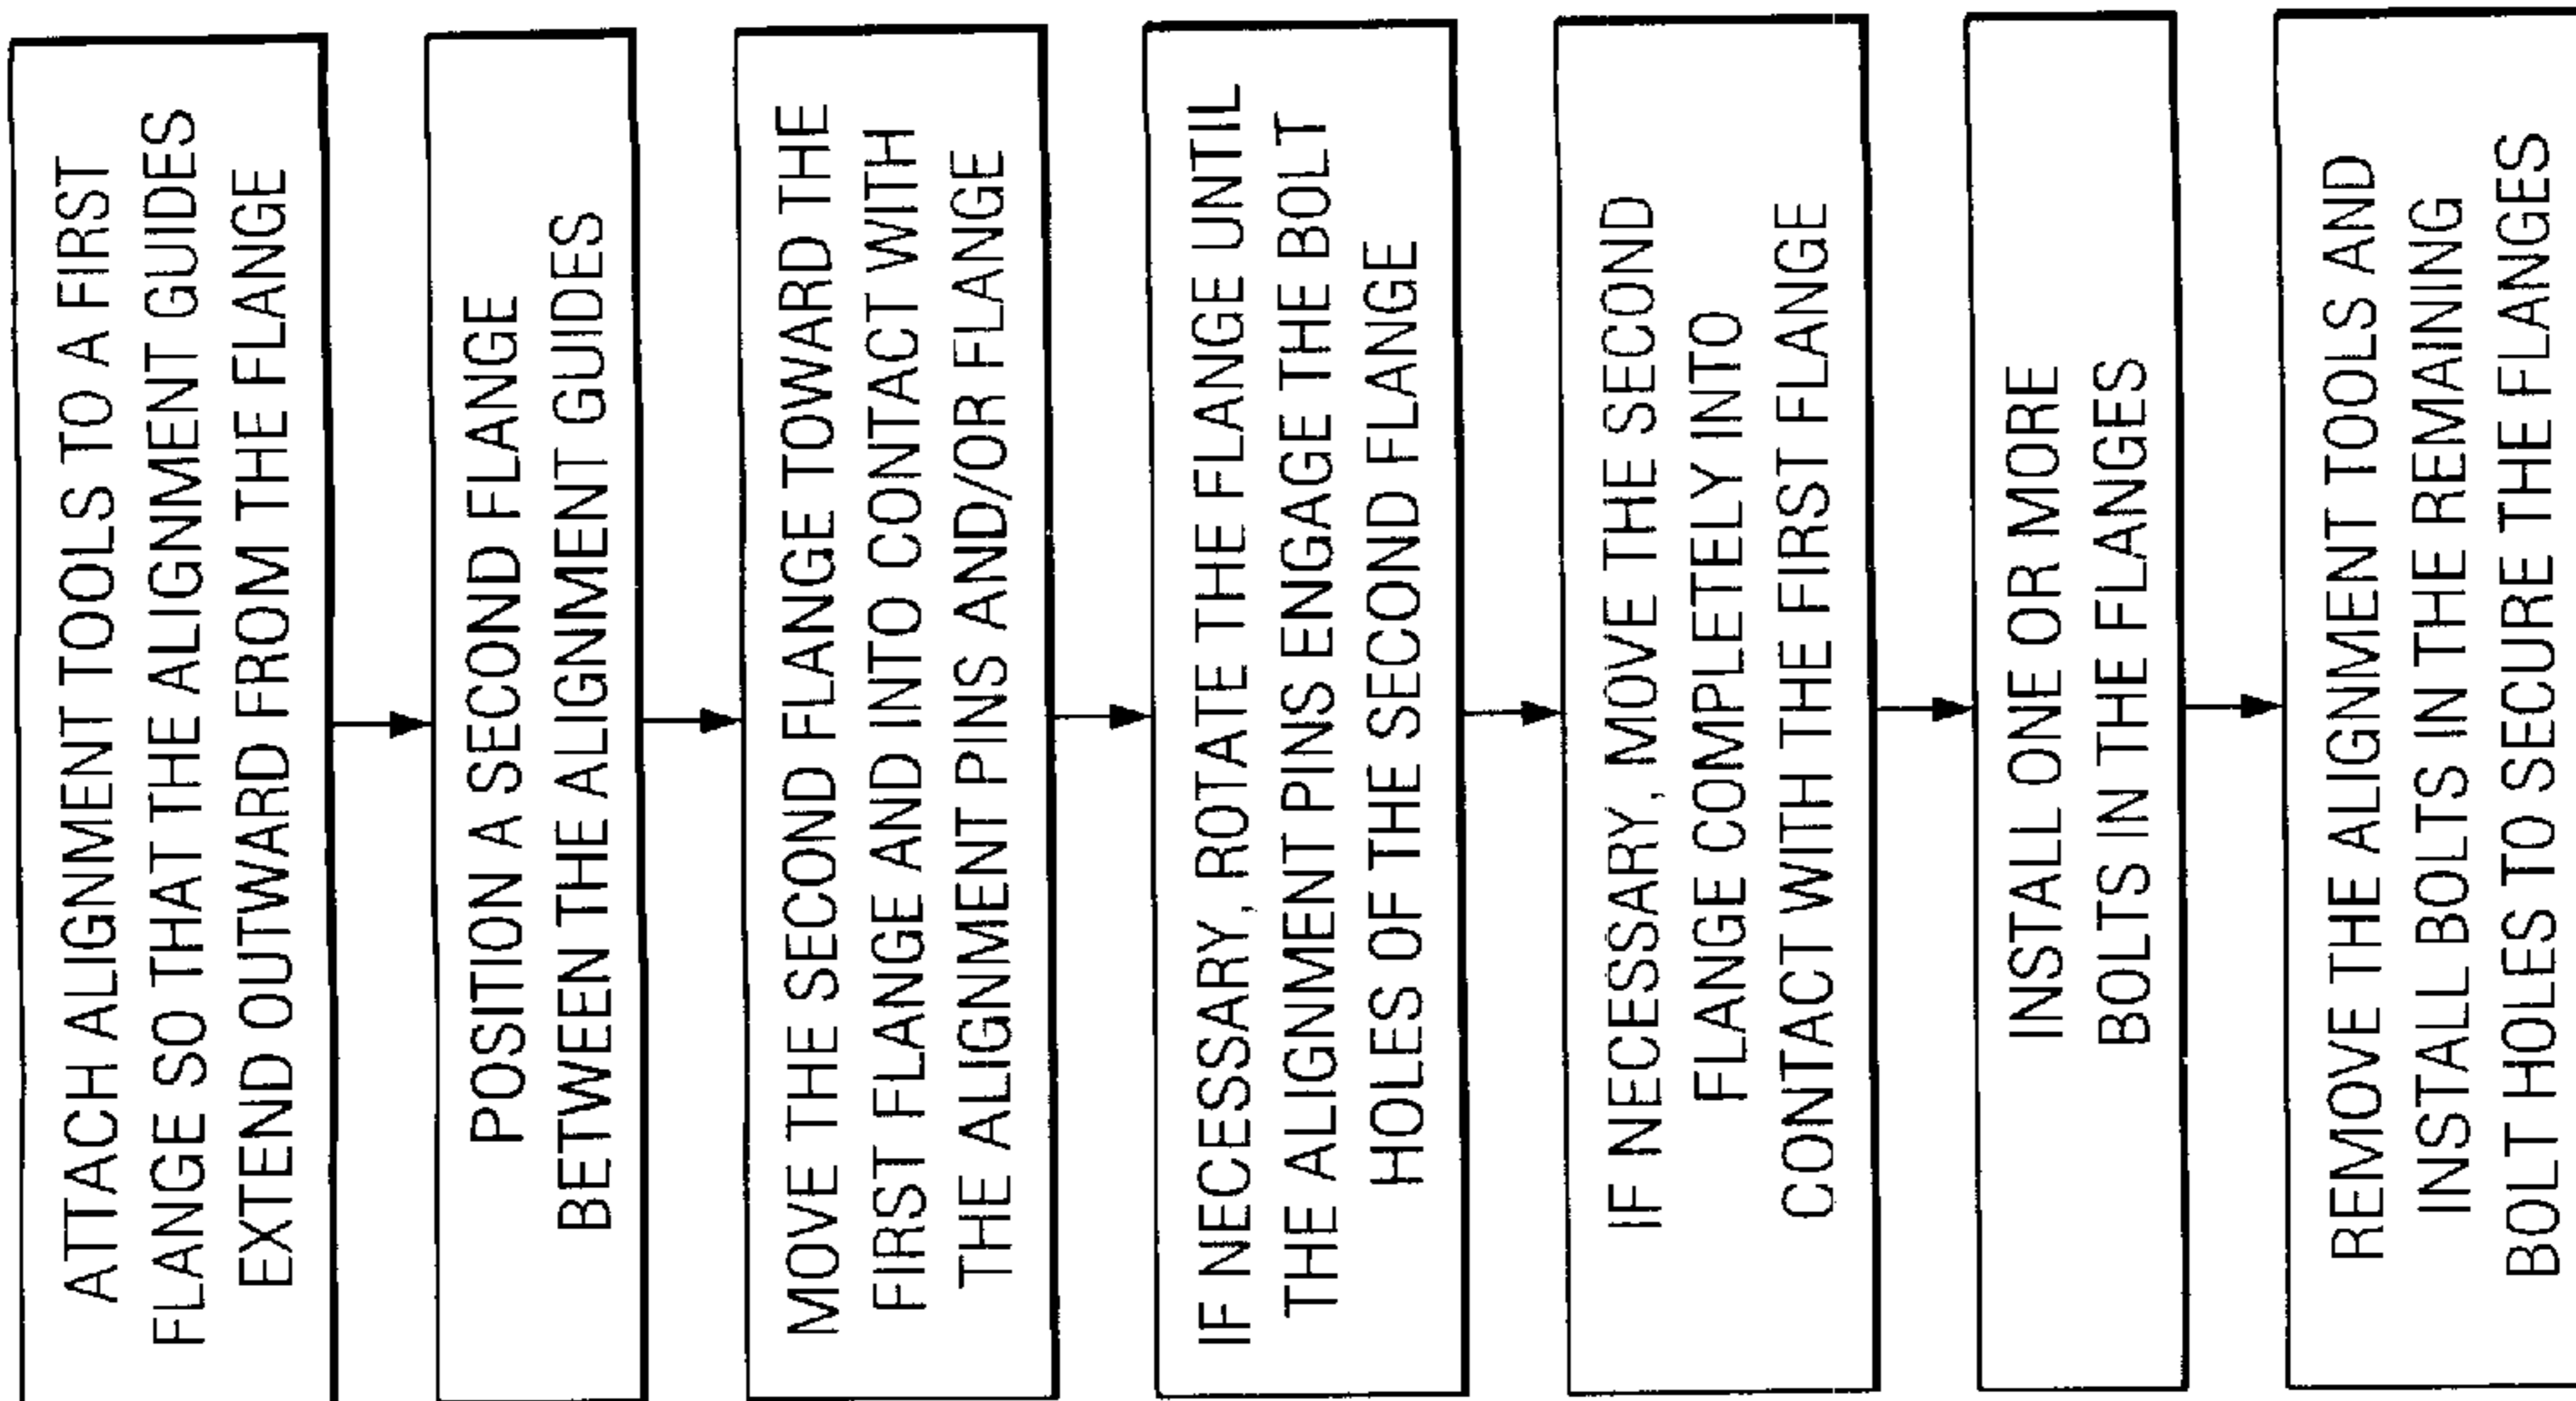 ATTACH ALIGNMENT TOOLS TO A FIRST
FLANGE SO THAT THE ALIGNMENT GUIDES
EXTEND OUTWARD FROM THE FLANGE
POSITION A SECOND FLANGE
BETWEEN THE ALIGNMENT GUIDES
MOVE THE SECOND FLANGE TOWARD THE
FIRST FLANGE AND INTO CONTACT WITH
THE ALIGNMENT PINS AND/OR FLANGE
IF NECESSARY, ROTATE THE FLANGE UNTIL
THE ALIGNMENT PINS ENGAGE THE BOLT
HOLES OF THE SECOND FLANGE
IF NECESSARY, MOVE THE SECOND
FLANGE COMPLETELY INTO
CONTACT WITH THE FIRST FLANGE
INSTALL ONE OR MORE
BOLTS IN THE FLANGES
REMOVE THE ALIGNMENT TOOLS AND
INSTALL BOLTS IN THE REMAINING
BOLT HOLES TO SECURE THE FLANGES